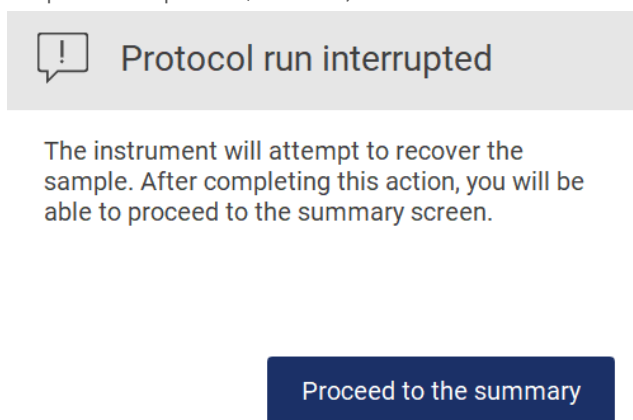 Protocol run interrupted
The instrument will attempt to recover the
sample. After completing this action, you will be
able to proceed to the summary screen.
Proceed to the summary